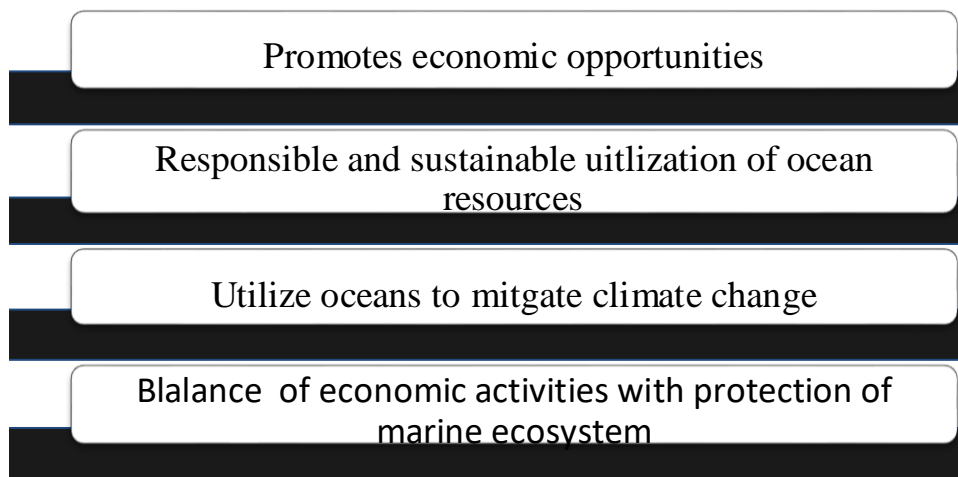 Promotes economic opportunities
Responsible and sustainable uitlization of ocean
resources
Utilize oceans to mitgate climate change
Blalance  of economic activities with protection of
marine ecosystem